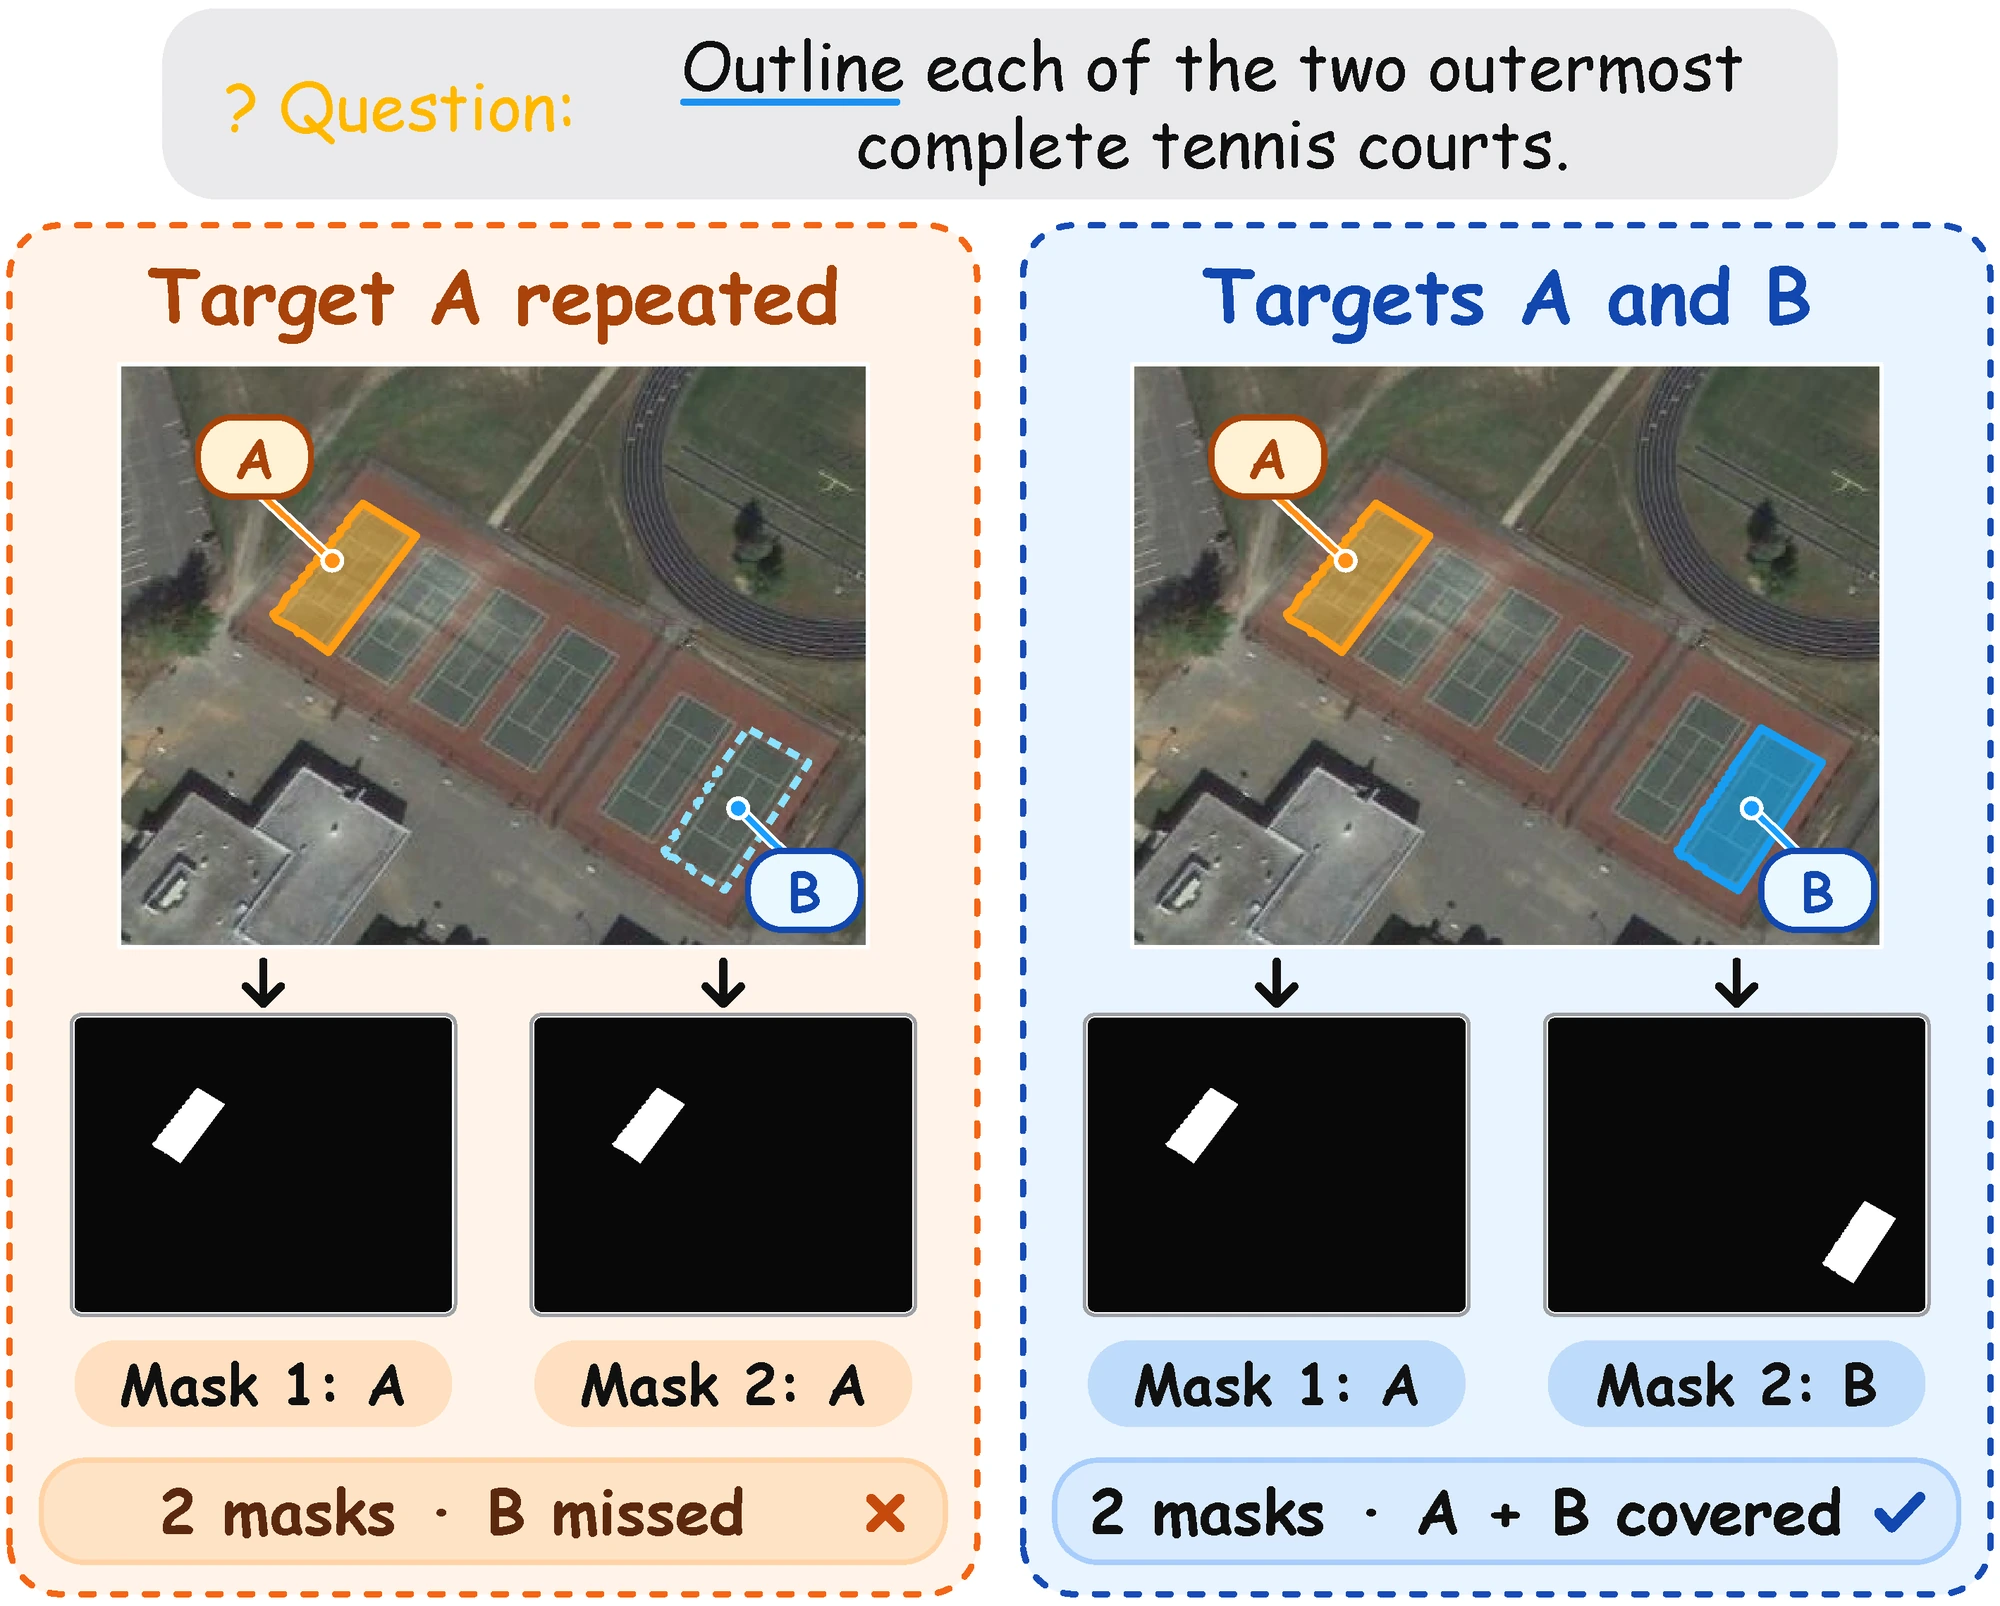 ? Question:
Outline each of the two outermost
complete tennis courts.
Target A repeated
A
B
Mask 1: A
Mask 2: A
2 masks · B missed ✖
Targets A and B
A
B
Mask 1: A
Mask 2: B
2 masks · A + B covered ✔